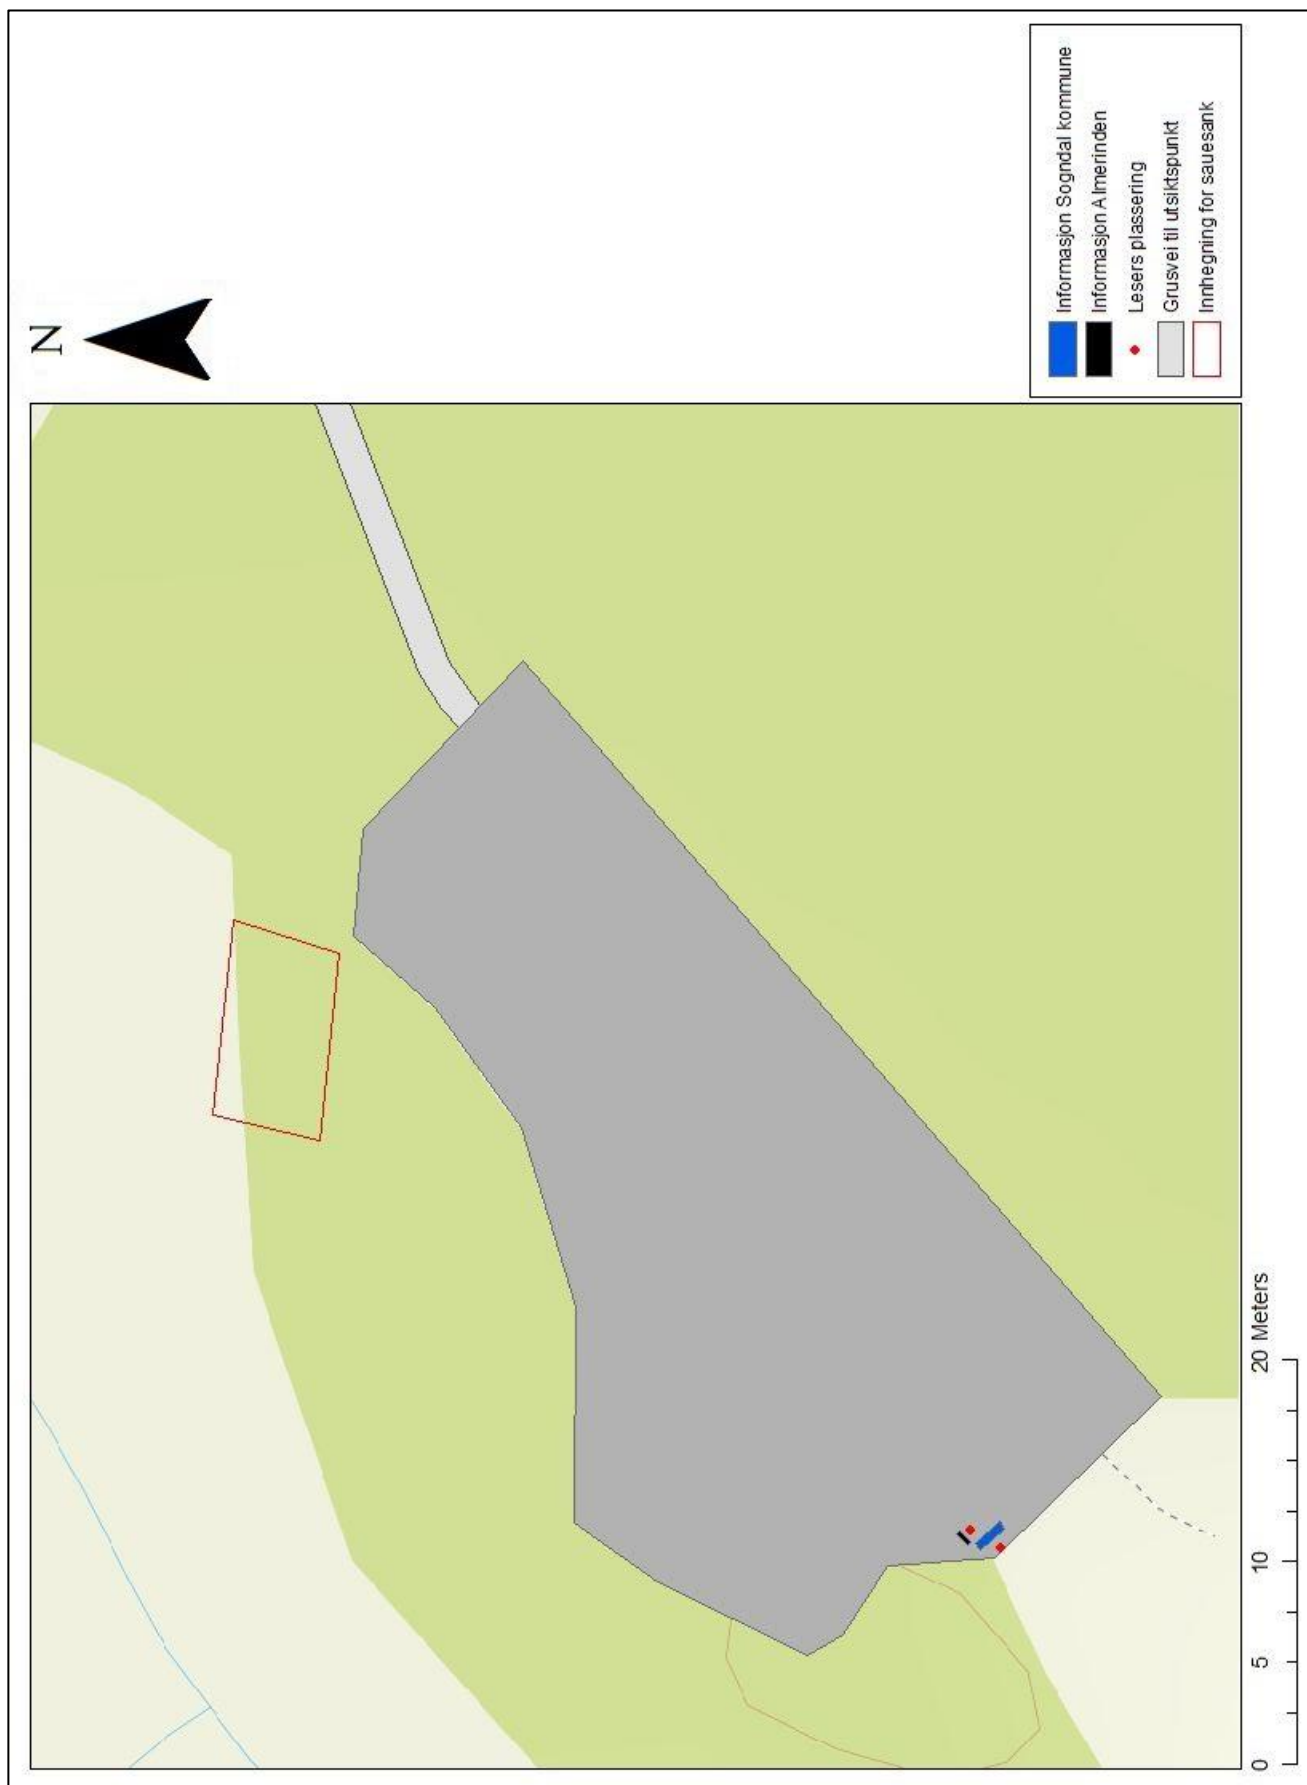 N
Informasjon Sogndal kommune
Informasjon Almerinden
Lesers plassering
Grusvei til utsiktspunkt
Innhegning for sauesank
0 5 10 20 Meters